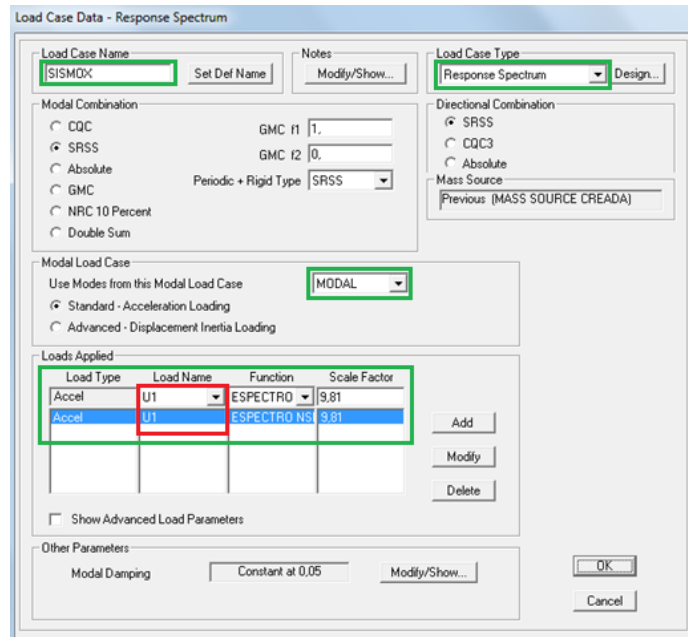 Load Case Data - Response Spectrum
Load Case Name
SISMOX
Set Def Name
Notes
Modify/Show...
Load Case Type
Response Spectrum
Design...
Modal Combination
CQC
SRSS
Absolute
GMC
NRC 10 Percent
Double Sum
GMC f1 1,
GMC f2 0,
Periodic + Rigid Type SRSS
Directional Combination
SRSS
CQC3
Absolute
Mass Source
Previous (MASS SOURCE CREADA)
Modal Load Case
Use Modes from this Modal Load Case MODAL
Standard - Acceleration Loading
Advanced - Displacement Inertia Loading
Loads Applied
Load Type Load Name Function Scale Factor
Accel U1 ESPECTRO 9,81
Accel U1 ESPECTRO 9,81
Add
Modify
Delete
Show Advanced Load Parameters
Other Parameters
Modal Damping Constant at 0,05 Modify/Show...
OK
Cancel